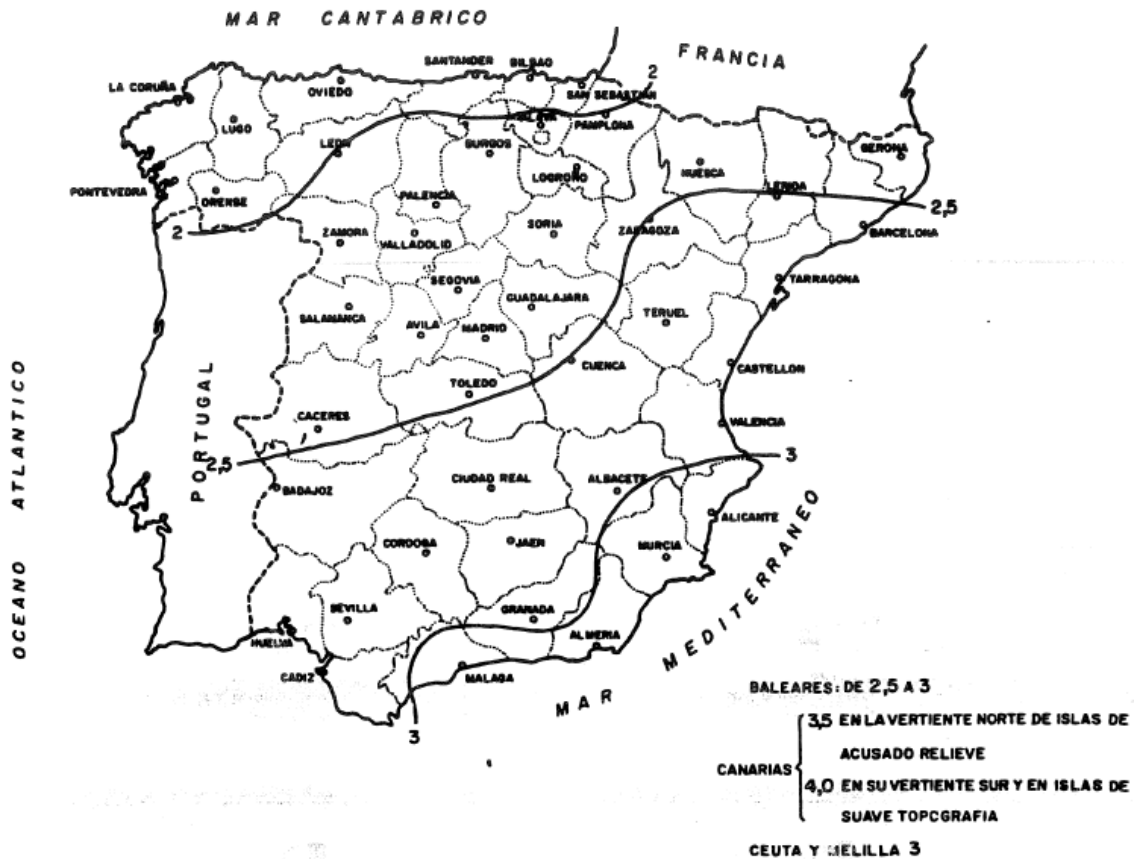 MAR CANTABRICO
FRANCIA
SANTANDER
BILBAO
LA CORUÑA
OVIEDO
SAN SEBASTIAN
2
LUGO
ALAVA
PAMPLONA
LEON
BURGOS
GERONA
PONTEVEDRA
ORENSE
LOGROÑO
HUESCA
LERIDA
PALENCIA
2
ZAMORA
VALLADOLID
SORIA
ZARAGOZA
2,5
BARCELONA
SEGOVIA
TARRAGONA
SALAMANCA
AVILA
MADRID
GUADALAJARA
TERUEL
CUENCA
CASTELLON
OCEANO ATLANTICO
PORTUGAL
TOLEDO
CACERES
VALENCIA
2,5
BADAJOZ
CIUDAD REAL
ALBACETE
3
ALICANTE
CORDOBA
JAEN
MURCIA
SEVILLA
GRANADA
HUELVA
ALMERIA
CADIZ
MALAGA
MAR MEDITERRANEO
3
BALEARES: DE 2,5 A 3
3,5 EN LA VERTIENTE NORTE DE ISLAS DE
ACUSADO RELIEVE
CANARIAS
4,0 EN SU VERTIENTE SUR Y EN ISLAS DE
SUAVE TOPCGRAFIA
CEUTA Y MELILLA 3